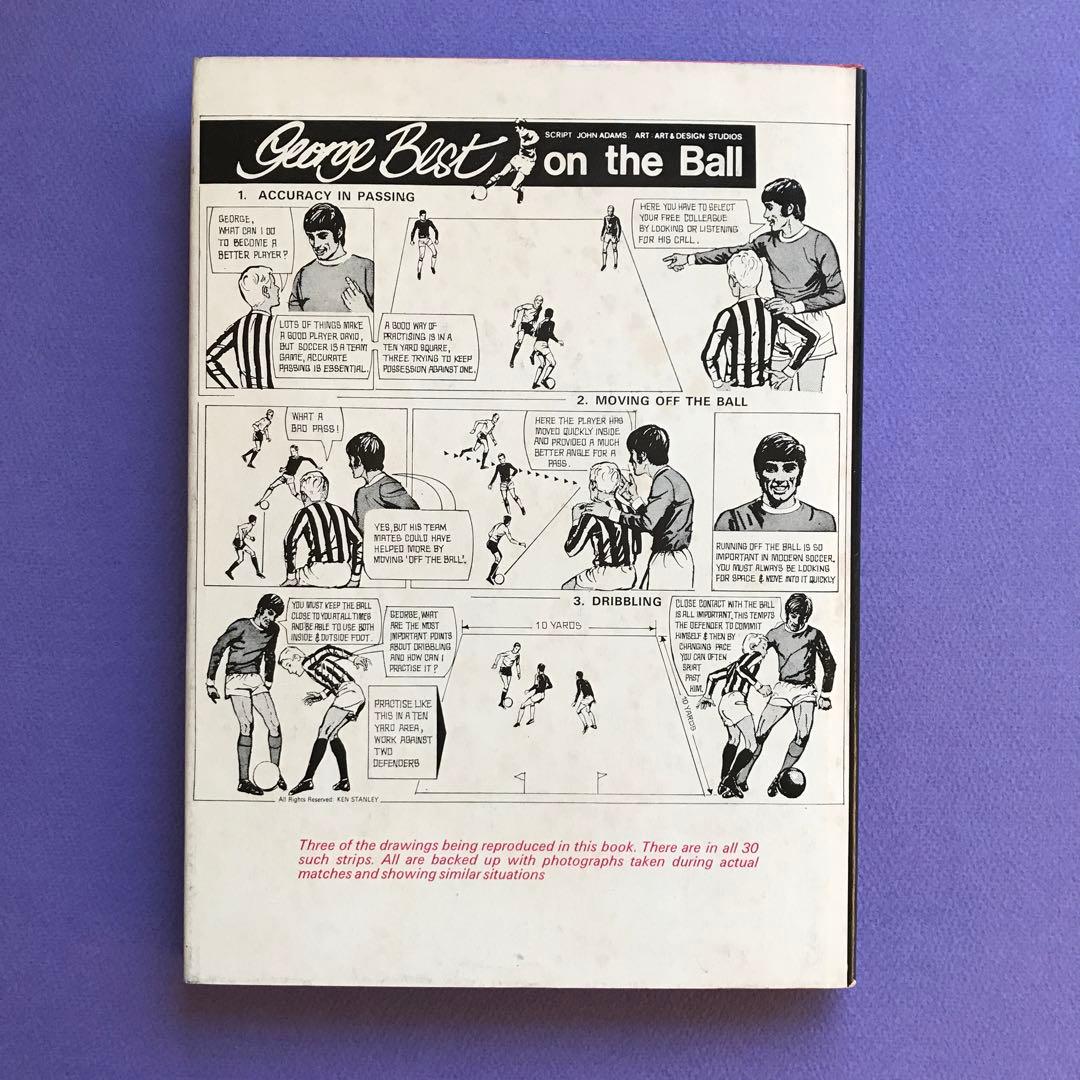 George Best on the Ball
SCRIPT JOHN ADAMS ART · ART & DESIGN STUDIOS
1. ACCURACY IN PASSING
GEORGE,
WHAT CAN I DO
TO BECOME A
BETTER PLAYER?
LOTS OF THINGS MAKE
A GOOD PLAYER DAVID,
BUT SOCCER IS A TEAM
GAME, ACCURATE
PASSING IS ESSENTIAL.
A GOOD WAY OF
PRACTISING IS IN A
TEN YARD SQUARE,
THREE TRYING TO KEEP
POSSESSION AGAINST ONE.
HERE YOU HAVE TO SELECT
YOUR FREE COLLEAGUE
BY LOOKING OR LISTENING
FOR HIS CALL.
2. MOVING OFF THE BALL
WHAT A
BAD PASS!
YES, BUT HIS TEAM
MATES COULD HAVE
HELPED MORE BY
MOVING 'OFF THE BALL'.
HERE THE PLAYER HAS
MOVED QUICKLY INSIDE
AND PROVIDED A MUCH
BETTER ANGLE FOR A
PASS.
RUNNING OFF THE BALL IS SO
IMPORTANT IN MODERN SOCCER.
YOU MUST ALWAYS BE LOOKING
FOR SPACE & MOVE INTO IT QUICKLY
3. DRIBBLING
YOU MUST KEEP THE BALL
CLOSE TO YOU AT ALL TIMES
AND BE ABLE TO USE BOTH
INSIDE & OUTSIDE FOOT.
GEORGE, WHAT
ARE THE MOST
IMPORTANT POINTS
ABOUT DRIBBLING
AND HOW CAN I
PRACTISE IT?
PRACTISE LIKE
THIS IN A TEN
YARD AREA,
WORK AGAINST
TWO
DEFENDERS
10 YARDS
10 YARDS
CLOSE CONTACT WITH THE BALL
IS ALL IMPORTANT, THIS TEMPTS
THE DEFENDER TO COMMIT
HIMSELF & THEN BY
CHANGING PACE
YOU CAN OFTEN
SPURT
PAST
HIM.
All Rights Reserved: KEN STANLEY
Three of the drawings being reproduced in this book. There are in all 30
such strips. All are backed up with photographs taken during actual
matches and showing similar situations